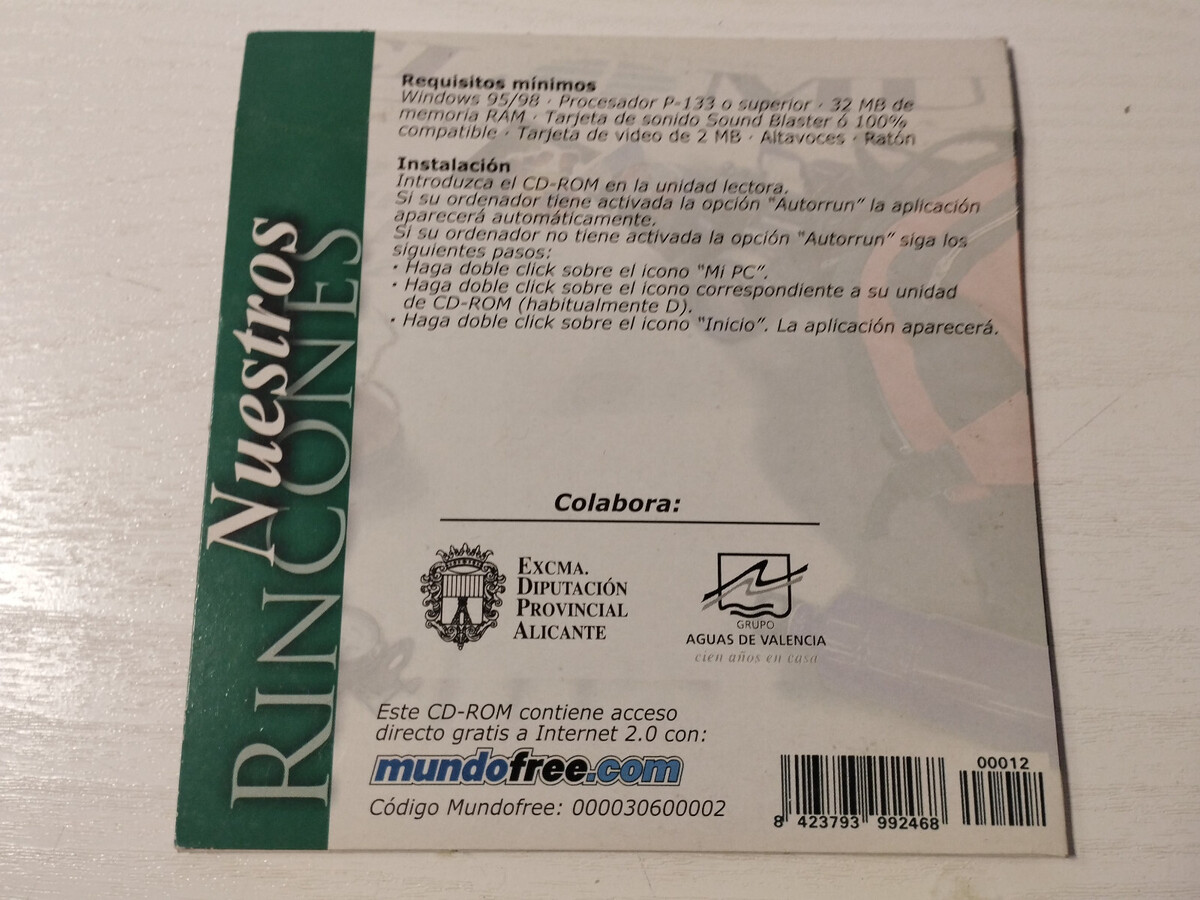 Nuestros
RINCONES
Requisitos mínimos
Windows 95/98 · Procesador P-133 o superior · 32 MB de
memoria RAM · Tarjeta de sonido Sound Blaster ó 100%
compatible · Tarjeta de video de 2 MB · Altavoces · Ratón
Instalación
Introduzca el CD-ROM en la unidad lectora.
Si su ordenador tiene activada la opción "Autorrun" la aplicación
aparecerá automáticamente.
Si su ordenador no tiene activada la opción "Autorrun" siga los
siguientes pasos:
· Haga doble click sobre el icono "Mi PC".
· Haga doble click sobre el icono correspondiente a su unidad
de CD-ROM (habitualmente D).
· Haga doble click sobre el icono "Inicio". La aplicación aparecerá.
Colabora:
EXCMA.
DIPUTACIÓN
PROVINCIAL
ALICANTE
GRUPO
AGUAS DE VALENCIA
cien años en casa
Este CD-ROM contiene acceso
directo gratis a Internet 2.0 con:
mundofree.com
Código Mundofree: 000030600002
00012
8 423793 992468